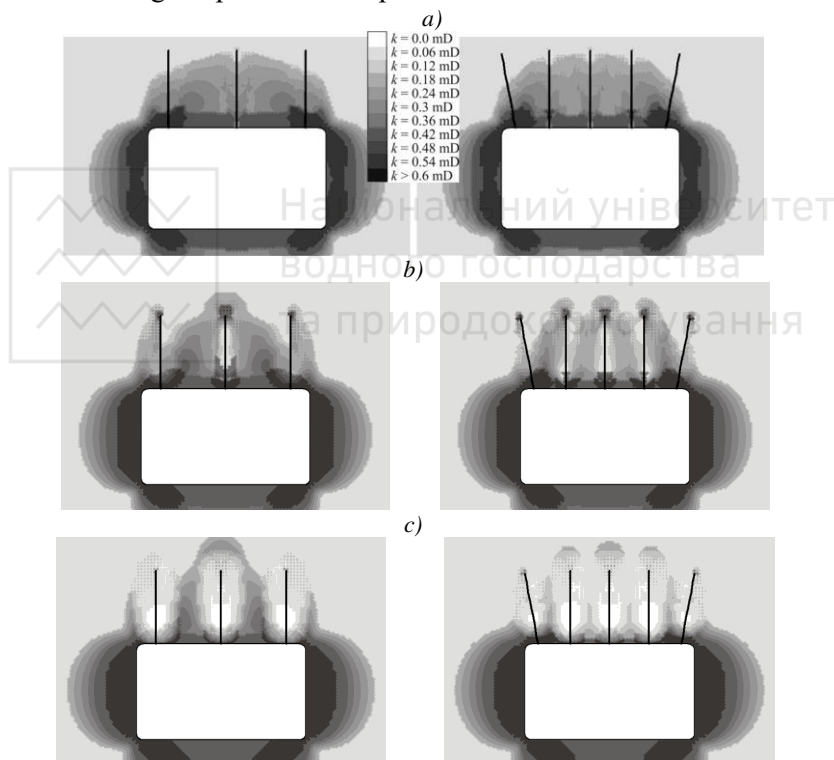 a)
k = 0.0 mD
k = 0.06 mD
k = 0.12 mD
k = 0.18 mD
k = 0.24 mD
k = 0.3 mD
k = 0.36 mD
k = 0.42 mD
k = 0.48 mD
k = 0.54 mD
k > 0.6 mD
Національний університет
водного господарства
b)
та природокористування
c)